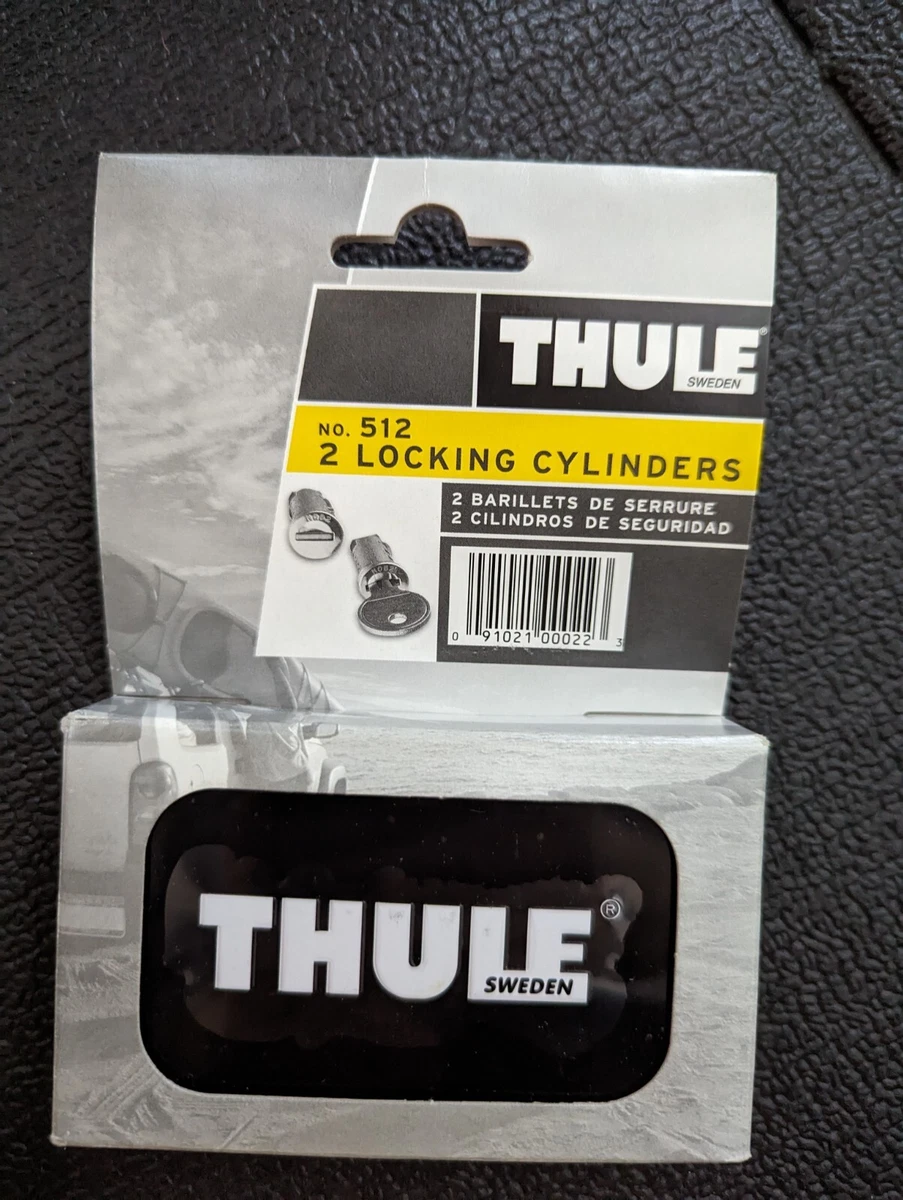 THULE®
SWEDEN
NO. 512
2 LOCKING CYLINDERS
2 BARILLETS DE SERRURE
2 CILINDROS DE SEGURIDAD
0 91021 00022 3
THULE®
SWEDEN